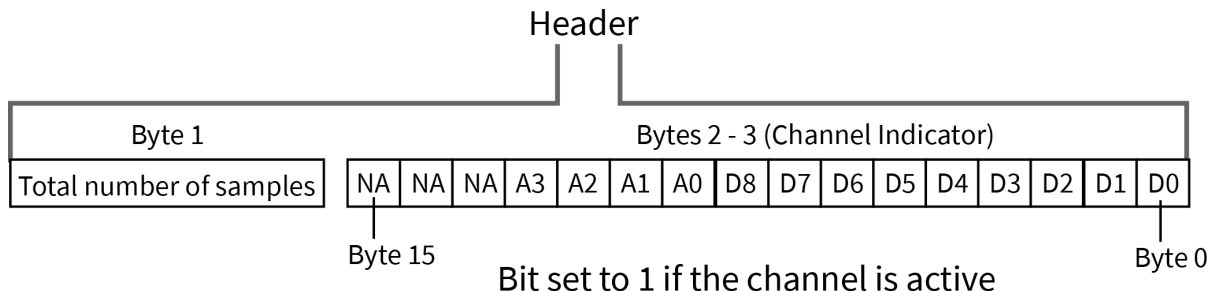 Header
Byte 1
Bytes 2 - 3 (Channel Indicator)
Total number of samples
NA NA NA A3 A2 A1 A0 D8 D7 D6 D5 D4 D3 D2 D1 D0
Byte 15
Byte 0
Bit set to 1 if the channel is active